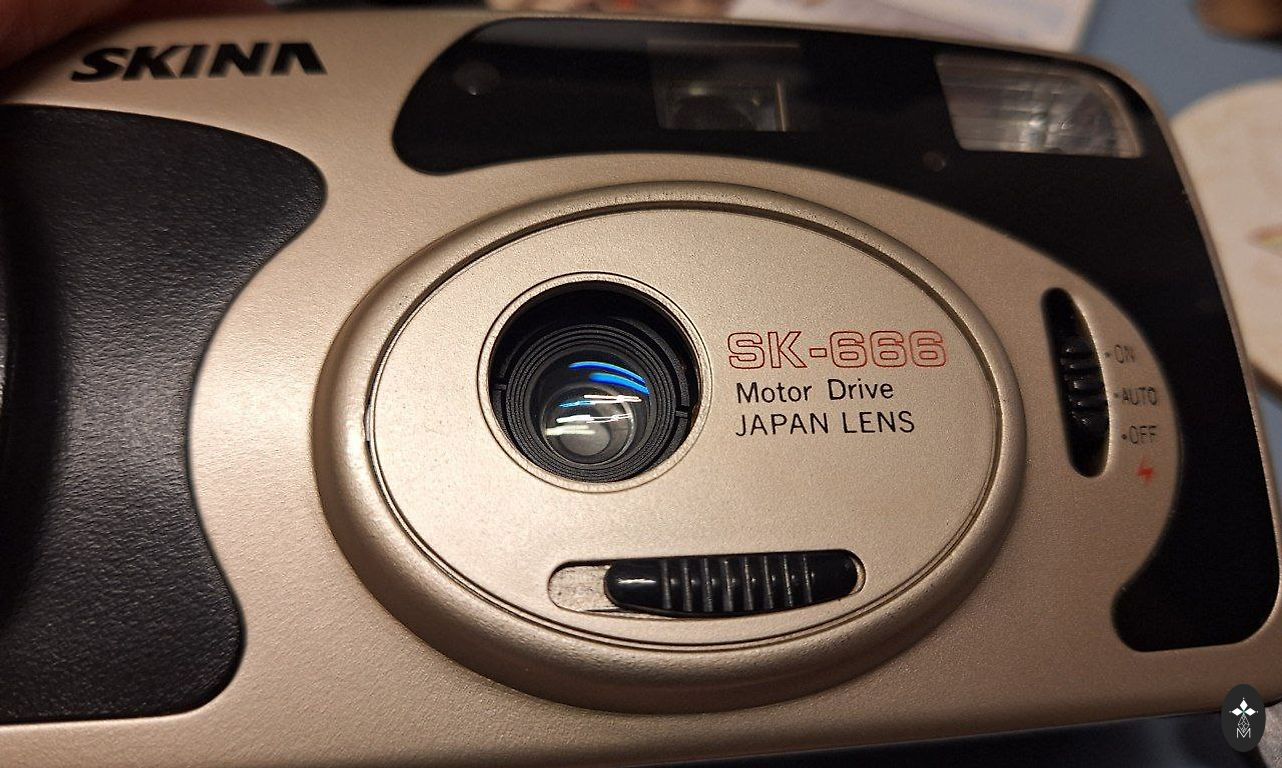 SKINA
SK-666
Motor Drive
JAPAN LENS
ON
AUTO
OFF
M